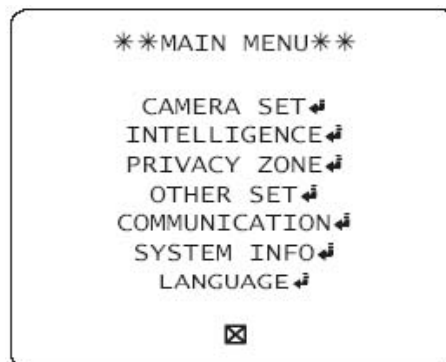 **MAIN MENU**
CAMERA SET↲
INTELLIGENCE↲
PRIVACY ZONE↲
OTHER SET↲
COMMUNICATION↲
SYSTEM INFO↲
LANGUAGE↲